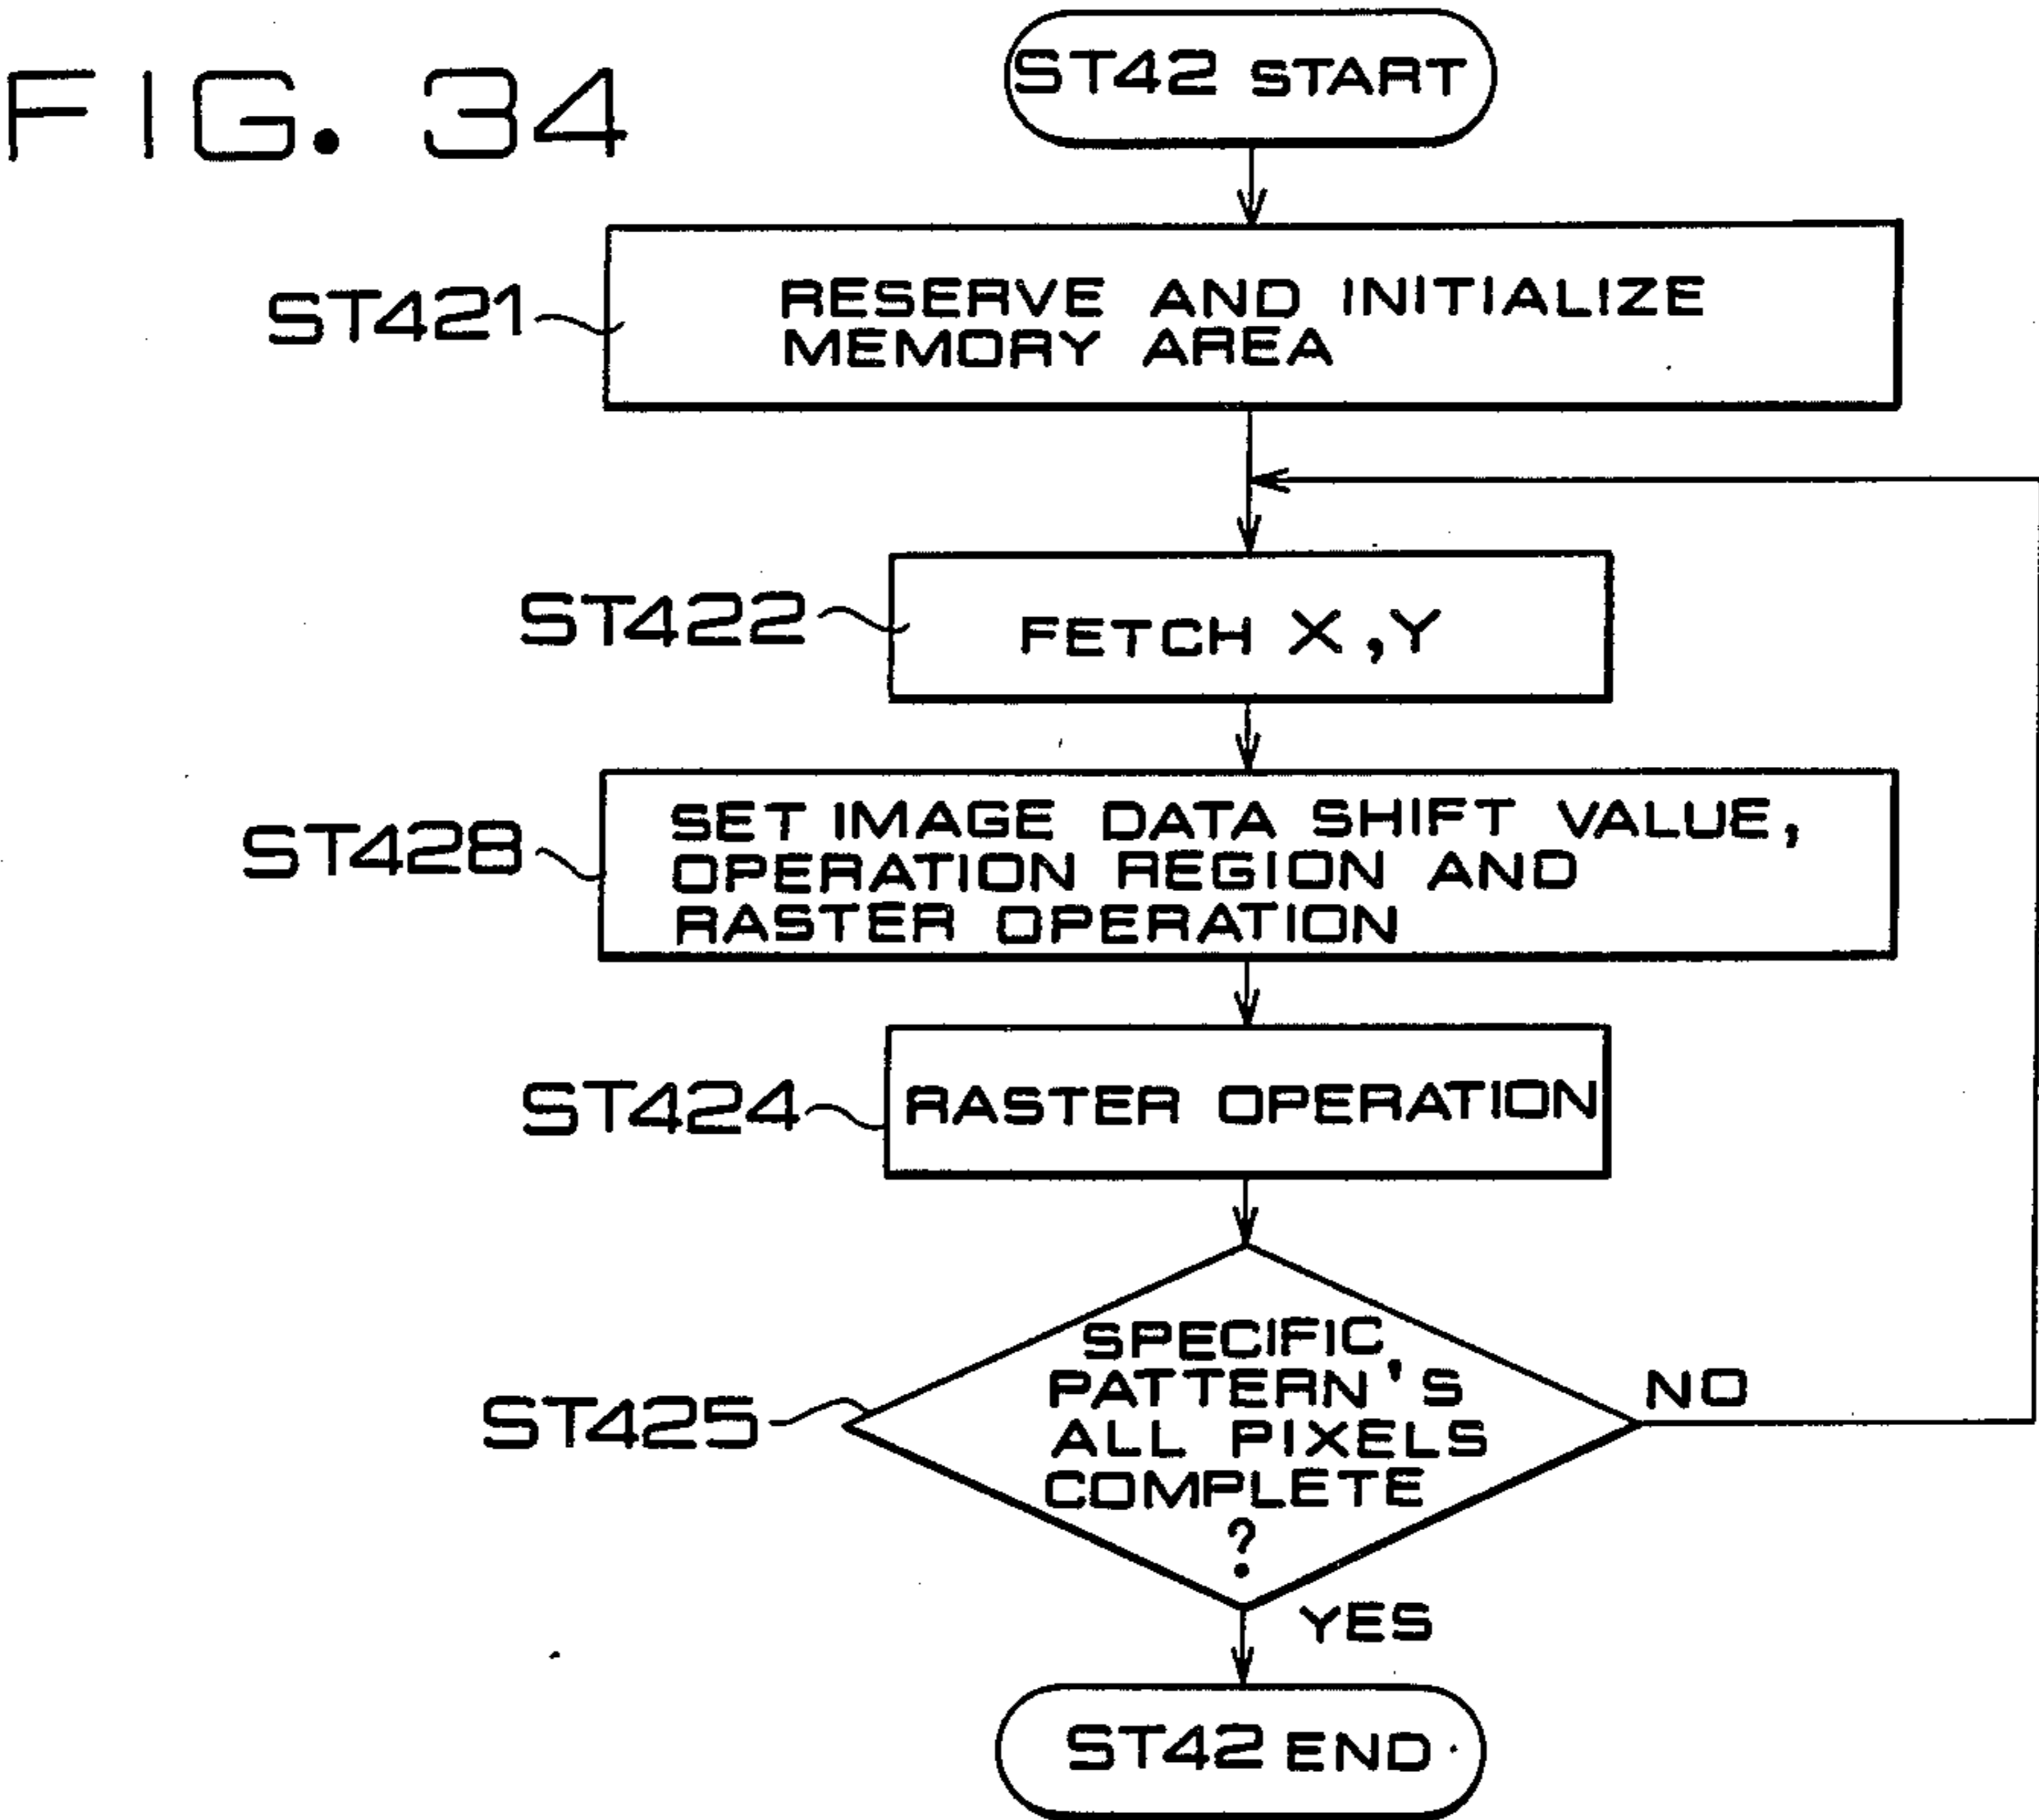 FIG. 34
ST42 START
ST421
RESERVE AND INITIALIZE
MEMORY AREA
ST422
FETCH X,Y
ST428
SET IMAGE DATA SHIFT VALUE,
OPERATION REGION AND
RASTER OPERATION
ST424
RASTER OPERATION
ST425
SPECIFIC
PATTERN'S
ALL PIXELS
COMPLETE
?
NO
YES
ST42 END